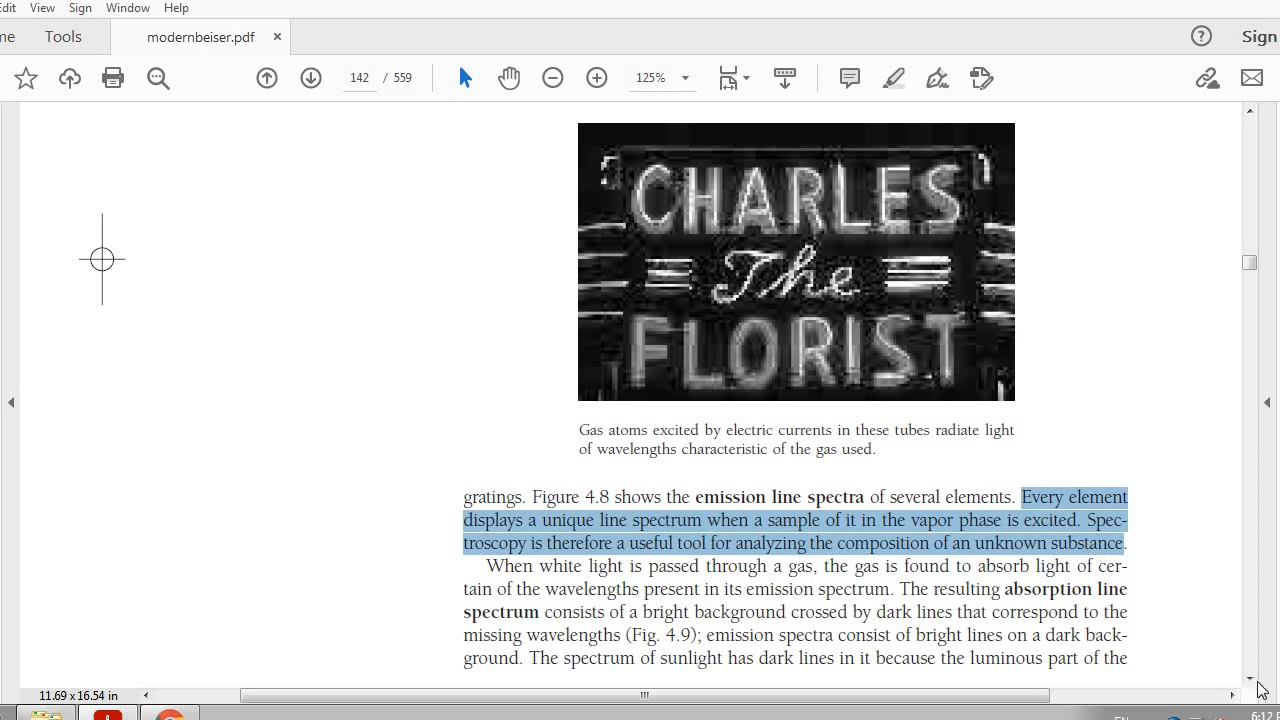 Edit View Sign Window Help
me Tools modernbeiser.pdf × ? Sign
142 / 559 125%
CHARLES
The
FLORIST
Gas atoms excited by electric currents in these tubes radiate light
of wavelengths characteristic of the gas used.
gratings. Figure 4.8 shows the emission line spectra of several elements. Every element
displays a unique line spectrum when a sample of it in the vapor phase is excited. Spec-
troscopy is therefore a useful tool for analyzing the composition of an unknown substance.
When white light is passed through a gas, the gas is found to absorb light of cer-
tain of the wavelengths present in its emission spectrum. The resulting absorption line
spectrum consists of a bright background crossed by dark lines that correspond to the
missing wavelengths (Fig. 4.9); emission spectra consist of bright lines on a dark back-
ground. The spectrum of sunlight has dark lines in it because the luminous part of the
11.69 x 16.54 in
EN 6:12 P